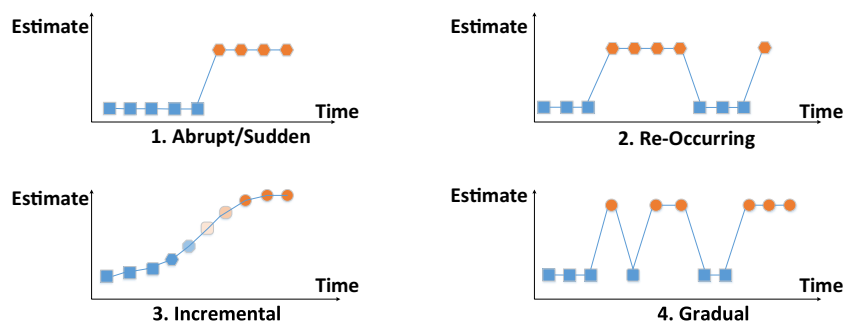 Estimate
Time
1. Abrupt/Sudden
Estimate
Time
2. Re-Occurring
Estimate
Time
3. Incremental
Estimate
Time
4. Gradual